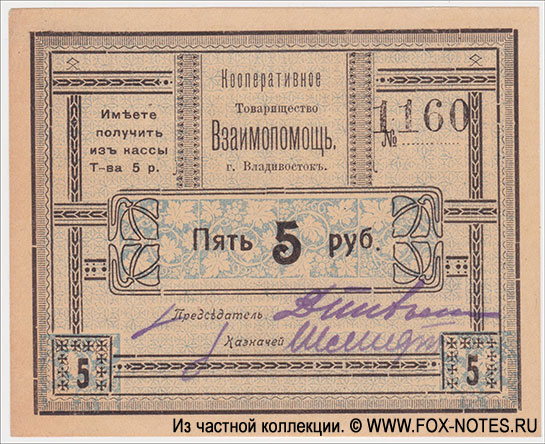 Кооперативное
Товарищество
Взаимопомощь.
г. Владивостокъ.
Имѣете
получить
изъ кассы
Т-ва 5 р.
№ 1160
Пять 5 руб.
Предсѣдатель
Казначей Шмидт
5
5
Из частной коллекции. © WWW.FOX-NOTES.RU